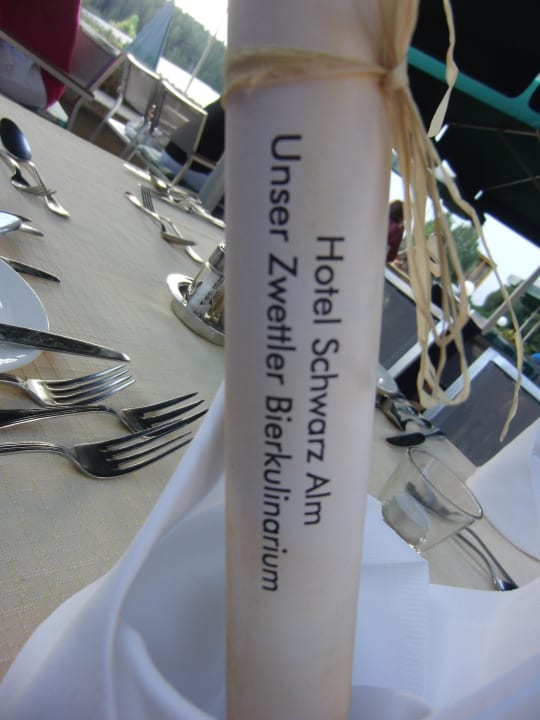 Hotel Schwarz Alm
Unser Zwettler Bierkulinarium